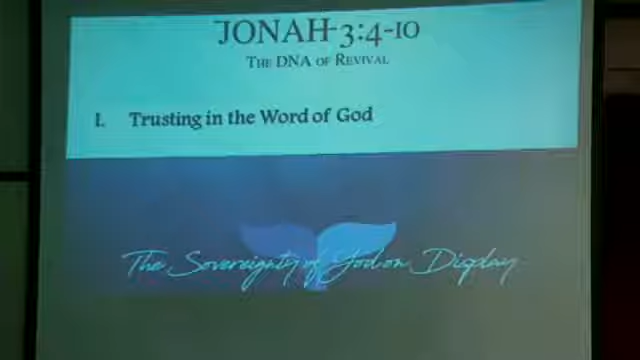 JONAH 3:4-10
THE DNA OF REVIVAL
I. Trusting in the Word of God
The Sovereignty of God on Display